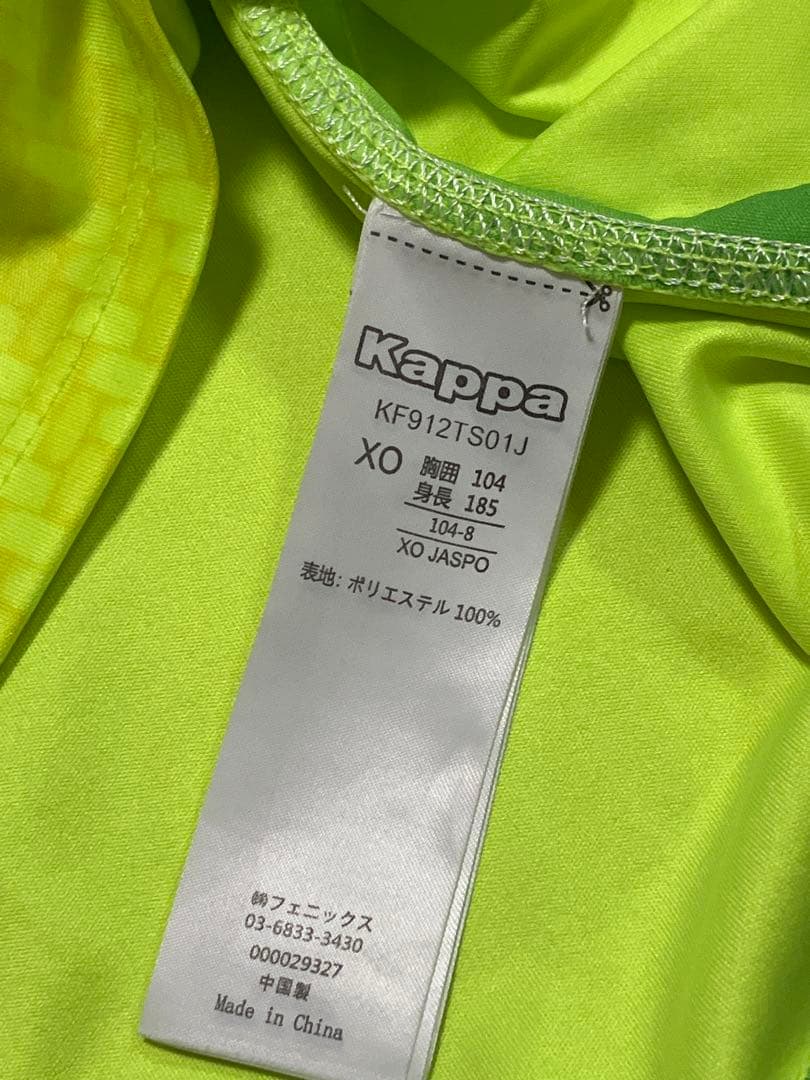 Kappa
KF912TS01J
XO 胸囲 104
身長 185
104-8
XO JASPO
表地: ポリエステル 100%
㈱フェニックス
03-6833-3430
000029327
中国製
Made in China